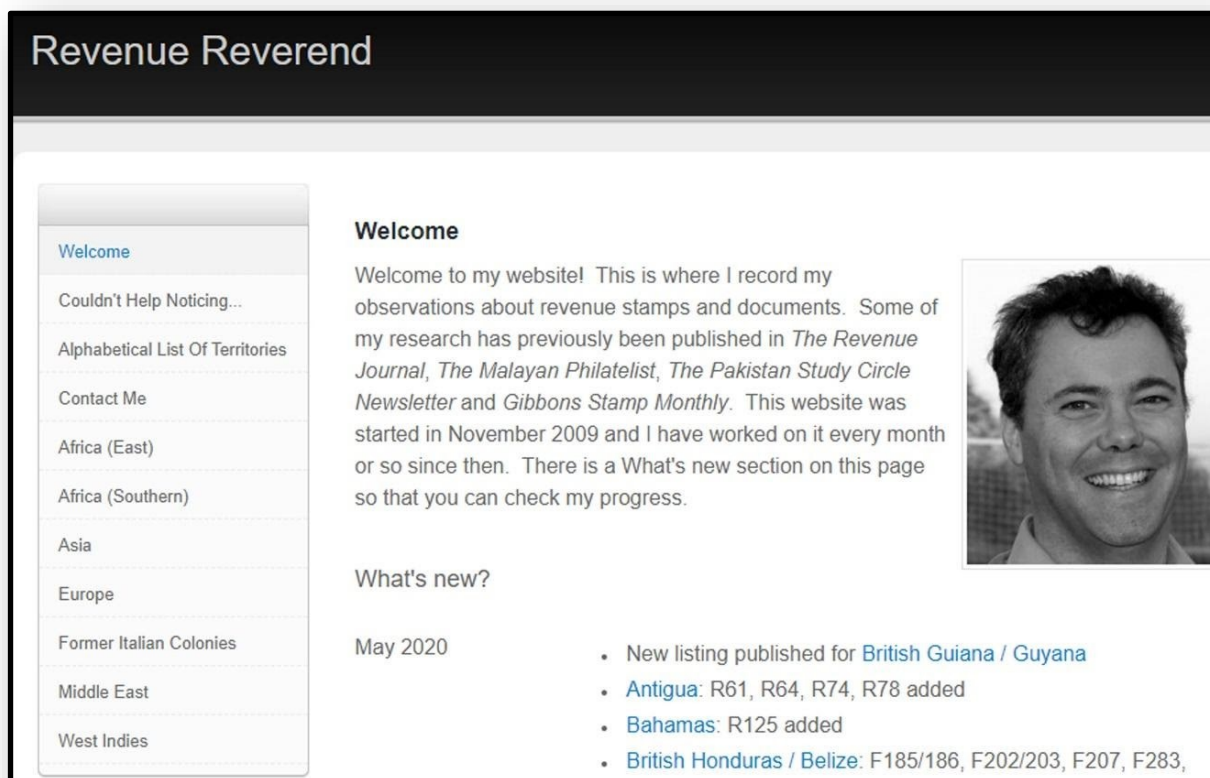 Revenue Reverend
Welcome
Couldn't Help Noticing...
Alphabetical List Of Territories
Contact Me
Africa (East)
Africa (Southern)
Asia
Europe
Former Italian Colonies
Middle East
West Indies
Welcome
Welcome to my website!  This is where I record my
observations about revenue stamps and documents.  Some of
my research has previously been published in The Revenue
Journal, The Malayan Philatelist, The Pakistan Study Circle
Newsletter and Gibbons Stamp Monthly.  This website was
started in November 2009 and I have worked on it every month
or so since then.  There is a What's new section on this page
so that you can check my progress.
What's new?
May 2020
• New listing published for British Guiana / Guyana
• Antigua: R61, R64, R74, R78 added
• Bahamas: R125 added
• British Honduras / Belize: F185/186, F202/203, F207, F283,